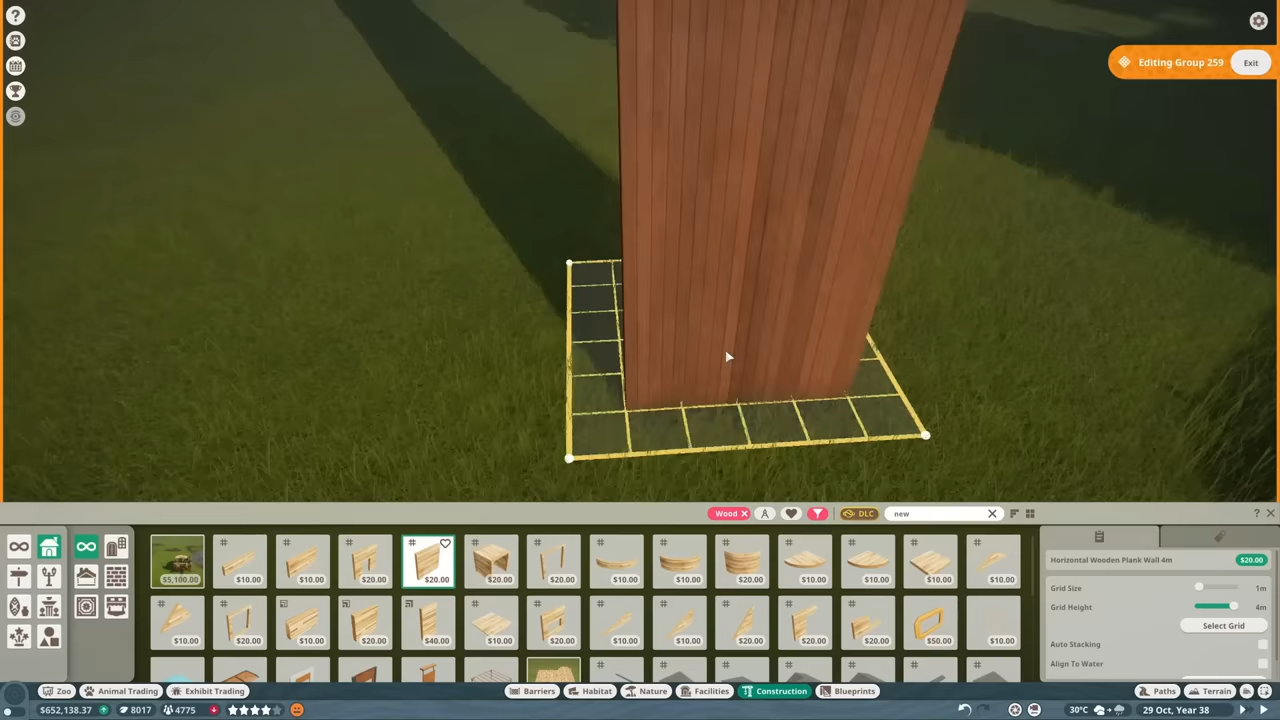 Editing Group 259
Exit
Wood
DLC
new
$5,100.00
$10.00
$10.00
$20.00
$20.00
$20.00
$20.00
$10.00
$10.00
$20.00
$10.00
$10.00
$10.00
$10.00
$10.00
$20.00
$10.00
$20.00
$40.00
$10.00
$20.00
$10.00
$10.00
$20.00
$20.00
$20.00
$50.00
$10.00
Horizontal Wooden Plank Wall 4m
$20.00
Grid Size
1m
Grid Height
4m
Select Grid
Auto Stacking
Align To Water
Zoo
Animal Trading
Exhibit Trading
Barriers
Habitat
Nature
Facilities
Construction
Blueprints
Paths
Terrain
$652,138.37
8017
4775
30°C
29 Oct, Year 38